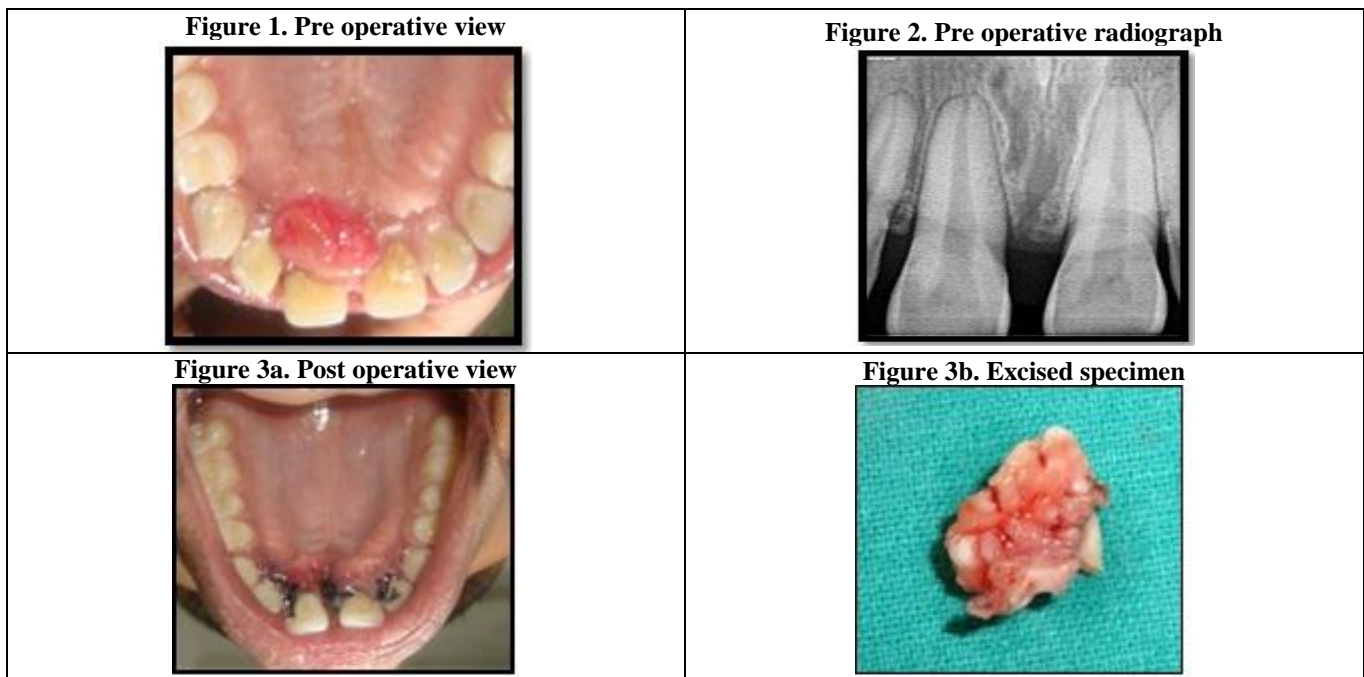 Figure 1. Pre operative view
Figure 2. Pre operative radiograph
Figure 3a. Post operative view
Figure 3b. Excised specimen